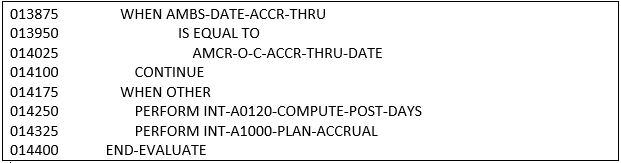 013875 WHEN AMBS-DATE-ACCR-THRU
013950 IS EQUAL TO
014025 AMCR-O-C-ACCR-THRU-DATE
014100 CONTINUE
014175 WHEN OTHER
014250 PERFORM INT-A0120-COMPUTE-POST-DAYS
014325 PERFORM INT-A1000-PLAN-ACCRUAL
014400 END-EVALUATE